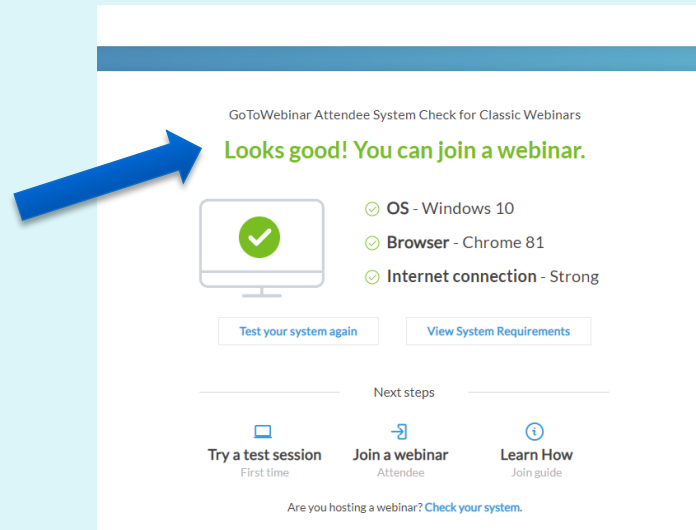 GoToWebinar Attendee System Check for Classic Webinars
Looks good! You can join a webinar.
OS - Windows 10
Browser - Chrome 81
Internet connection - Strong
Test your system again View System Requirements
Next steps
Try a test session Join a webinar Learn How
First time Attendee Join guide
Are you hosting a webinar? Check your system.